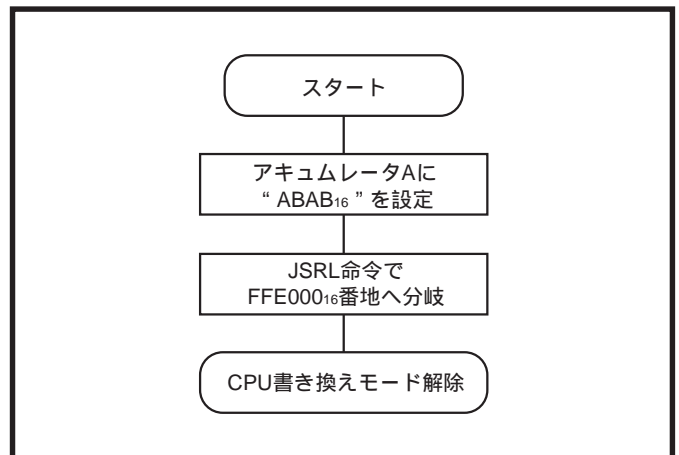 スタート
アキュムレータAに
“ ABAB₁₆ ” を設定
JSRL命令で
FFE000₁₆番地へ分岐
CPU書き換えモード解除